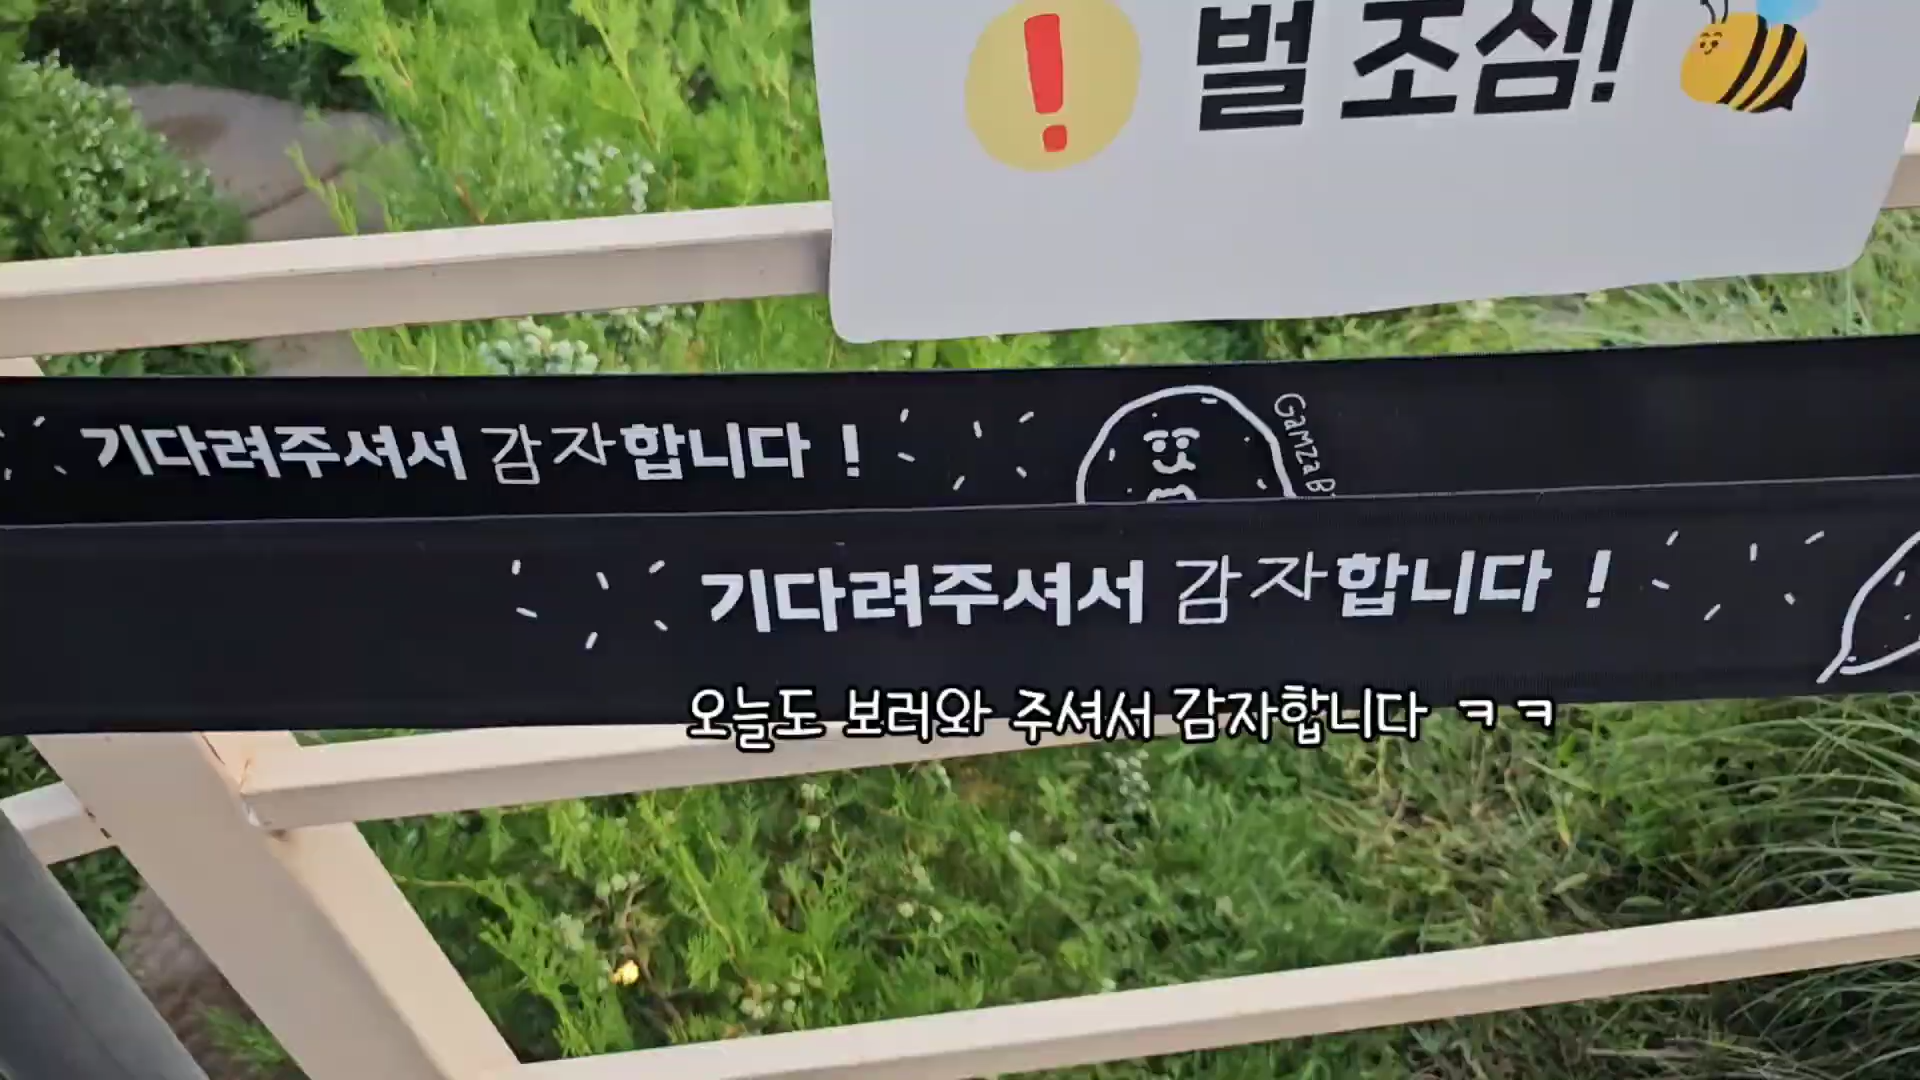 ! 벌 조심!
기다려주셔서 감자합니다 !
GamzaB
기다려주셔서 감자합니다 !
오늘도 보러와 주셔서 감자합니다 ㅋㅋ